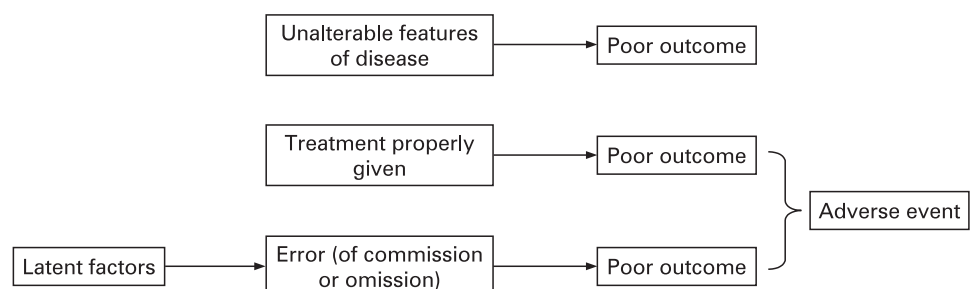 Unalterable features
of disease
Poor outcome
Treatment properly
given
Poor outcome
Adverse event
Latent factors
Error (of commission
or omission)
Poor outcome